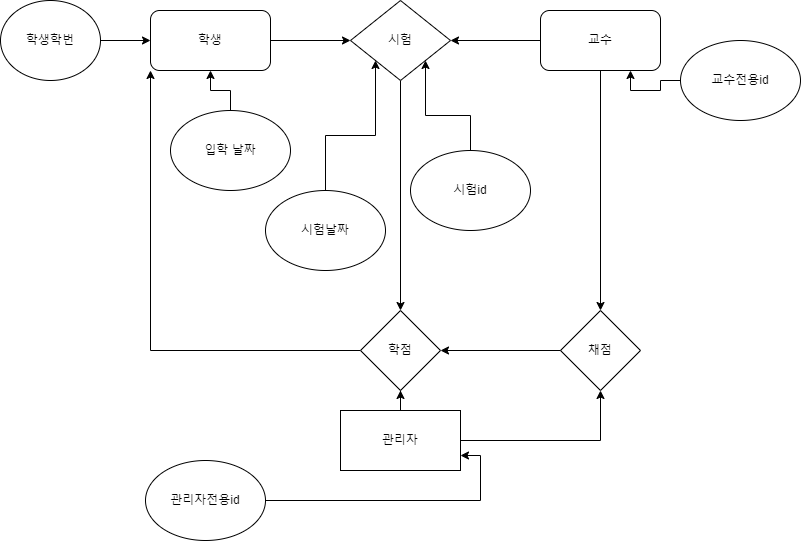 학생학번
학생
시험
교수
교수전용id
입학 날짜
시험id
시험날짜
학점
채점
관리자
관리자전용id